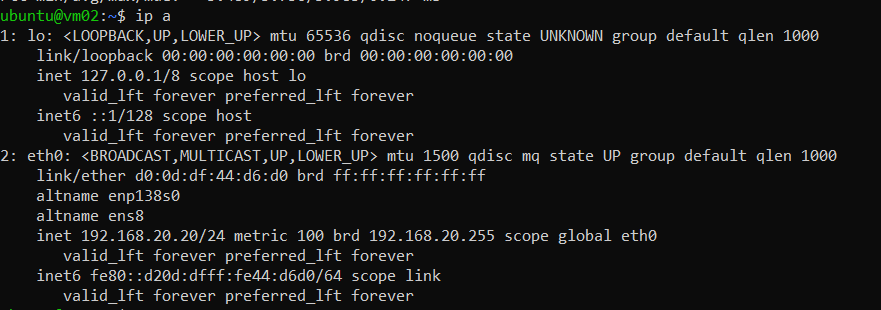 ubuntu@vm02:~$ ip a
1: lo: <LOOPBACK,UP,LOWER_UP> mtu 65536 qdisc noqueue state UNKNOWN group default qlen 1000
    link/loopback 00:00:00:00:00:00 brd 00:00:00:00:00:00
    inet 127.0.0.1/8 scope host lo
       valid_lft forever preferred_lft forever
    inet6 ::1/128 scope host
       valid_lft forever preferred_lft forever
2: eth0: <BROADCAST,MULTICAST,UP,LOWER_UP> mtu 1500 qdisc mq state UP group default qlen 1000
    link/ether d0:0d:df:44:d6:d0 brd ff:ff:ff:ff:ff:ff
    altname enp138s0
    altname ens8
    inet 192.168.20.20/24 metric 100 brd 192.168.20.255 scope global eth0
       valid_lft forever preferred_lft forever
    inet6 fe80::d20d:dfff:fe44:d6d0/64 scope link
       valid_lft forever preferred_lft forever